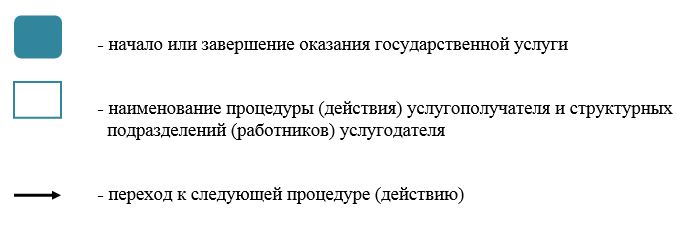 - начало или завершение оказания государственной услуги
- наименование процедуры (действия) услугополучателя и структурных
подразделений (работников) услугодателя
- переход к следующей процедуре (действию)